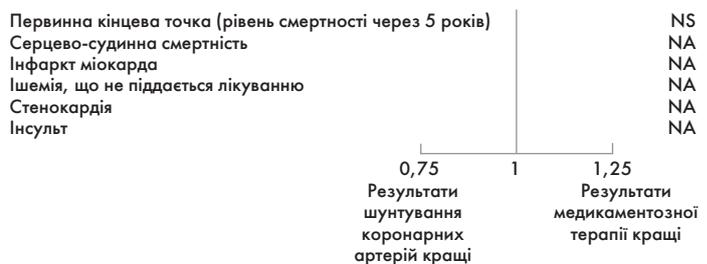 Первинна кінцева точка (рівень смертності через 5 років) NS
Серцево-судинна смертність NA
Інфаркт міокарда NA
Ішемія, що не піддається лікуванню NA
Стенокардія NA
Інсульт NA
0,75 1 1,25
Результати Результати
шунтування медикаментозної
коронарних терапії кращі
артерій кращі